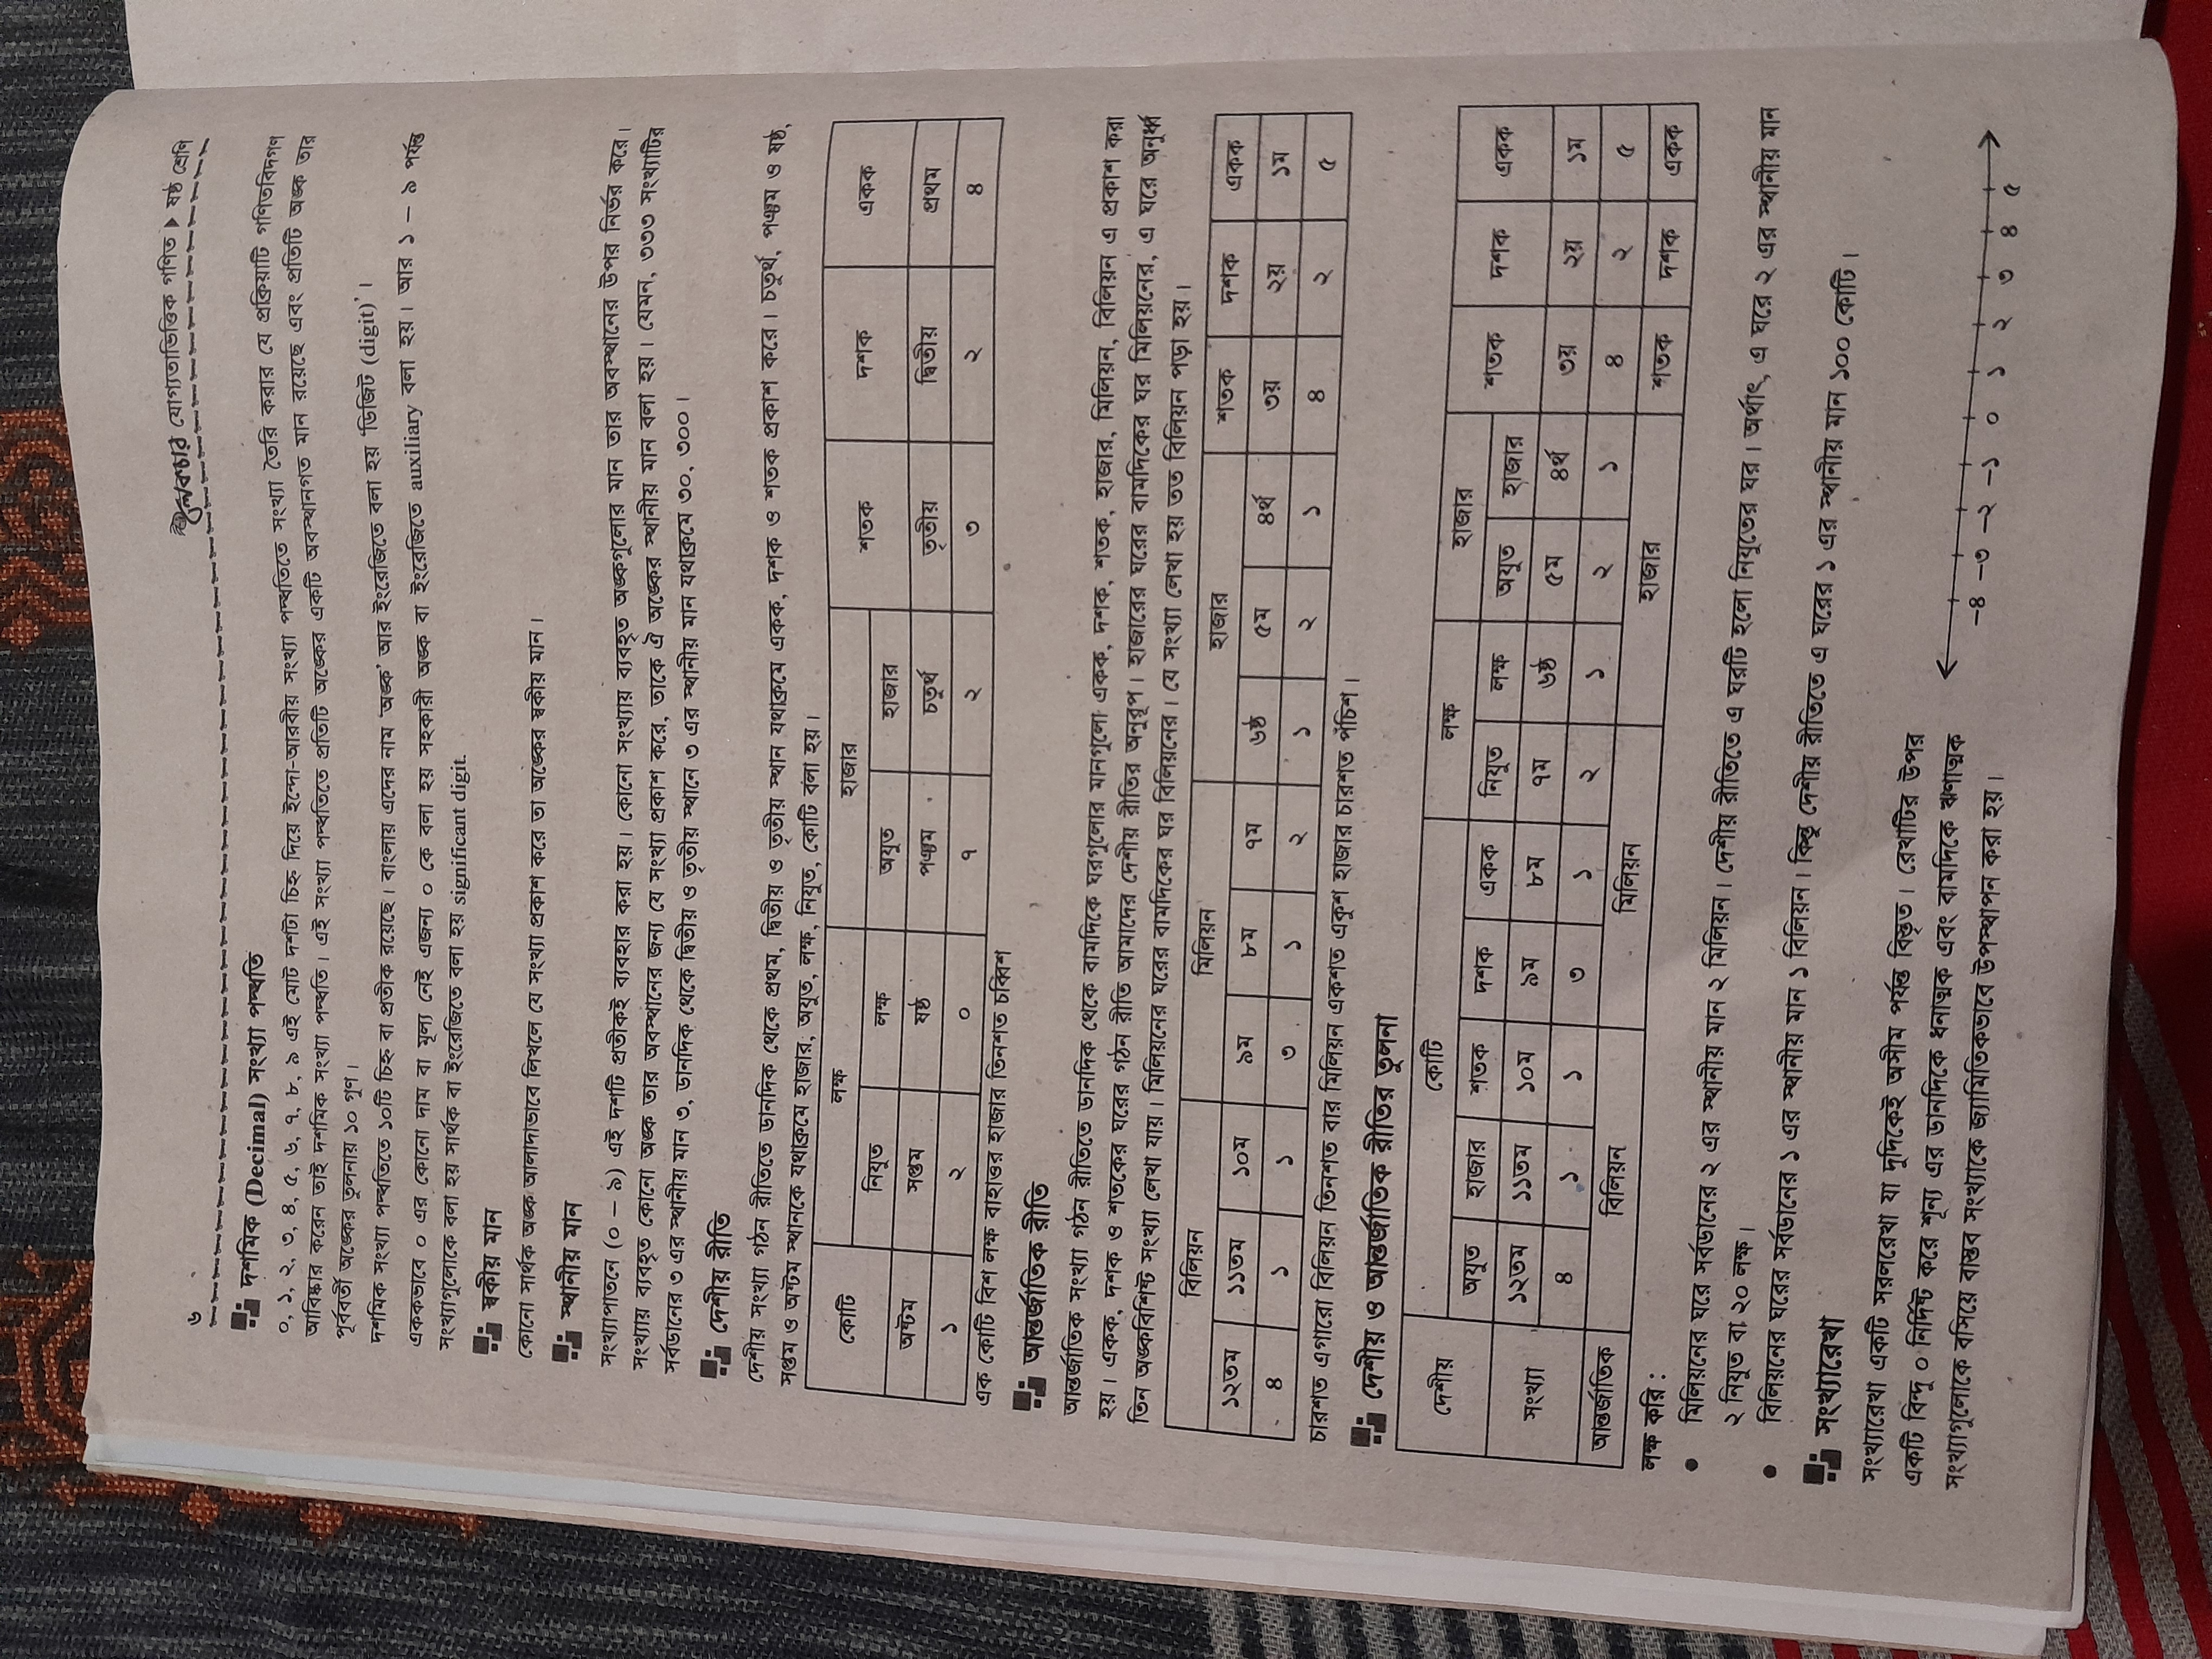 ৬
লেকচার যোগ্যতাভিত্তিক গণিত ▶ ষষ্ঠ শ্রেণি
দশমিক (Decimal) সংখ্যা পদ্ধতি
০, ১, ২, ৩, ৪, ৫, ৬, ৭, ৮, ৯ এই মোট দশটা চিহ্ন দিয়ে ইন্দো-আরবীয় সংখ্যা পদ্ধতিতে সংখ্যা তৈরি করার যে প্রক্রিয়াটি গণিতবিদগণ
আবিষ্কার করেন তাই দশমিক সংখ্যা পদ্ধতি। এই সংখ্যা পদ্ধতিতে প্রতিটি অঙ্কের একটি অবস্থানগত মান রয়েছে এবং প্রতিটি অঙ্ক তার
পূর্ববর্তী অঙ্কের তুলনায় ১০ গুণ।
দশমিক সংখ্যা পদ্ধতিতে ১০টি চিহ্ন বা প্রতীক রয়েছে। বাংলায় এদের নাম ‘অঙ্ক’ আর ইংরেজিতে বলা হয় ‘ডিজিট (digit)’।
এককভাবে ০ এর কোনো দাম বা মূল্য নেই এজন্য ০ কে বলা হয় সহকারী অঙ্ক বা ইংরেজিতে auxiliary বলা হয়। আর ১ – ৯ পর্যন্ত
সংখ্যাগুলোকে বলা হয় সার্থক বা ইংরেজিতে বলা হয় significant digit.
স্বকীয় মান
কোনো সার্থক অঙ্ক আলাদাভাবে লিখলে যে সংখ্যা প্রকাশ করে তা অঙ্কের স্বকীয় মান।
স্থানীয় মান
সংখ্যাপাতনে (০ – ৯) এই দশটি প্রতীকই ব্যবহার করা হয়। কোনো সংখ্যায় ব্যবহৃত অঙ্কগুলোর মান তার অবস্থানের উপর নির্ভর করে।
সংখ্যায় ব্যবহৃত কোনো অঙ্ক তার অবস্থানের জন্য যে সংখ্যা প্রকাশ করে, তাকে ঐ অঙ্কের স্থানীয় মান বলা হয়। যেমন, ৩৩৩ সংখ্যাটির
সর্বডানের ৩ এর স্থানীয় মান ৩, ডানদিক থেকে দ্বিতীয় ও তৃতীয় স্থানে ৩ এর স্থানীয় মান যথাক্রমে ৩০, ৩০০।
দেশীয় রীতি
দেশীয় সংখ্যা গঠন রীতিতে ডানদিক থেকে প্রথম, দ্বিতীয় ও তৃতীয় স্থান যথাক্রমে একক, দশক ও শতক প্রকাশ করে। চতুর্থ, পঞ্চম ও ষষ্ঠ,
সপ্তম ও অষ্টম স্থানকে যথাক্রমে হাজার, অযুত, লক্ষ, নিযুত, কোটি বলা হয়।
কোটি লক্ষ হাজার শতক দশক একক
নিযুত লক্ষ অযুত হাজার
অষ্টম সপ্তম ষষ্ঠ পঞ্চম চতুর্থ তৃতীয় দ্বিতীয় প্রথম
১ ২ ০ ৭ ২ ৩ ২ ৪
এক কোটি বিশ লক্ষ বাহাত্তর হাজার তিনশত চব্বিশ
আন্তর্জাতিক রীতি
আন্তর্জাতিক সংখ্যা গঠন রীতিতে ডানদিক থেকে বামদিকে ঘরগুলোর মানগুলো একক, দশক, শতক, হাজার, মিলিয়ন, বিলিয়ন এ প্রকাশ করা
হয়। একক, দশক ও শতকের ঘরের গঠন রীতি আমাদের দেশীয় রীতির অনুরূপ। হাজারের ঘরের বামদিকের ঘর মিলিয়নের, এ ঘরে অনুর্ধ্ব
তিন অঙ্কবিশিষ্ট সংখ্যা লেখা যায়। মিলিয়নের ঘরের বামদিকের ঘর বিলিয়নের। যে সংখ্যা লেখা হয় তত বিলিয়ন পড়া হয়।
বিলিয়ন মিলিয়ন হাজার শতক দশক একক
১২তম ১১তম ১০ম ৯ম ৮ম ৭ম ৬ষ্ঠ ৫ম ৪র্থ ৩য় ২য় ১ম
৪ ১ ১ ৩ ১ ২ ১ ২ ১ ৪ ২ ৫
চারশত এগারো বিলিয়ন তিনশত বার মিলিয়ন একশত একুশ হাজার চারশত পঁচিশ।
দেশীয় ও আন্তর্জাতিক রীতির তুলনা
দেশীয় কোটি লক্ষ হাজার শতক দশক একক
অযুত হাজার শতক দশক একক নিযুত লক্ষ অযুত হাজার
সংখ্যা ১২তম ১১তম ১০ম ৯ম ৮ম ৭ম ৬ষ্ঠ ৫ম ৪র্থ ৩য় ২য় ১ম
৪ ১ ১ ৩ ১ ২ ১ ২ ১ ৪ ২ ৫
আন্তর্জাতিক বিলিয়ন মিলিয়ন হাজার শতক দশক একক
লক্ষ করি :
● মিলিয়নের ঘরে সর্বডানের ২ এর স্থানীয় মান ২ মিলিয়ন। দেশীয় রীতিতে এ ঘরটি হলো নিযুতের ঘর। অর্থাৎ, এ ঘরে ২ এর স্থানীয় মান
২ নিযুত বা ২০ লক্ষ।
● বিলিয়নের ঘরের সর্বডানের ১ এর স্থানীয় মান ১ বিলিয়ন। কিন্তু দেশীয় রীতিতে এ ঘরের ১ এর স্থানীয় মান ১০০ কোটি।
সংখ্যারেখা
সংখ্যারেখা একটি সরলরেখা যা দুদিকেই অসীম পর্যন্ত বিস্তৃত। রেখাটির উপর
একটি বিন্দু ০ নির্দিষ্ট করে শূন্য এর ডানদিকে ধনাত্মক এবং বামদিকে ঋণাত্মক
সংখ্যাগুলোকে বসিয়ে বাস্তব সংখ্যাকে জ্যামিতিকভাবে উপস্থাপন করা হয়।
–৪ –৩ –২ –১ ০ ১ ২ ৩ ৪ ৫